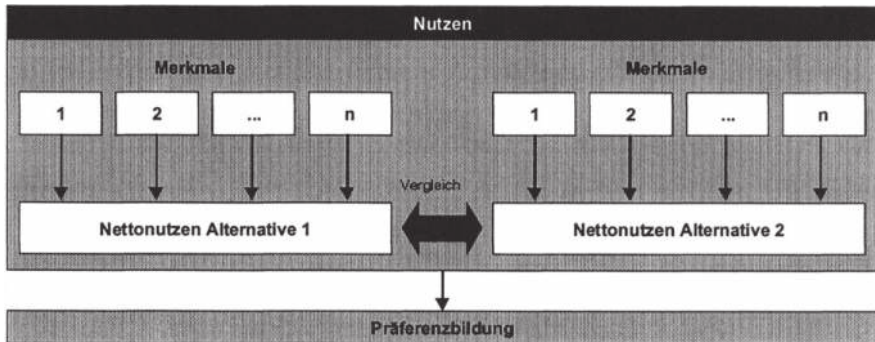 Nutzen
Merkmale Merkmale
1 2 ... n 1 2 ... n
Vergleich
Nettonutzen Alternative 1 Nettonutzen Alternative 2
Präferenzbildung